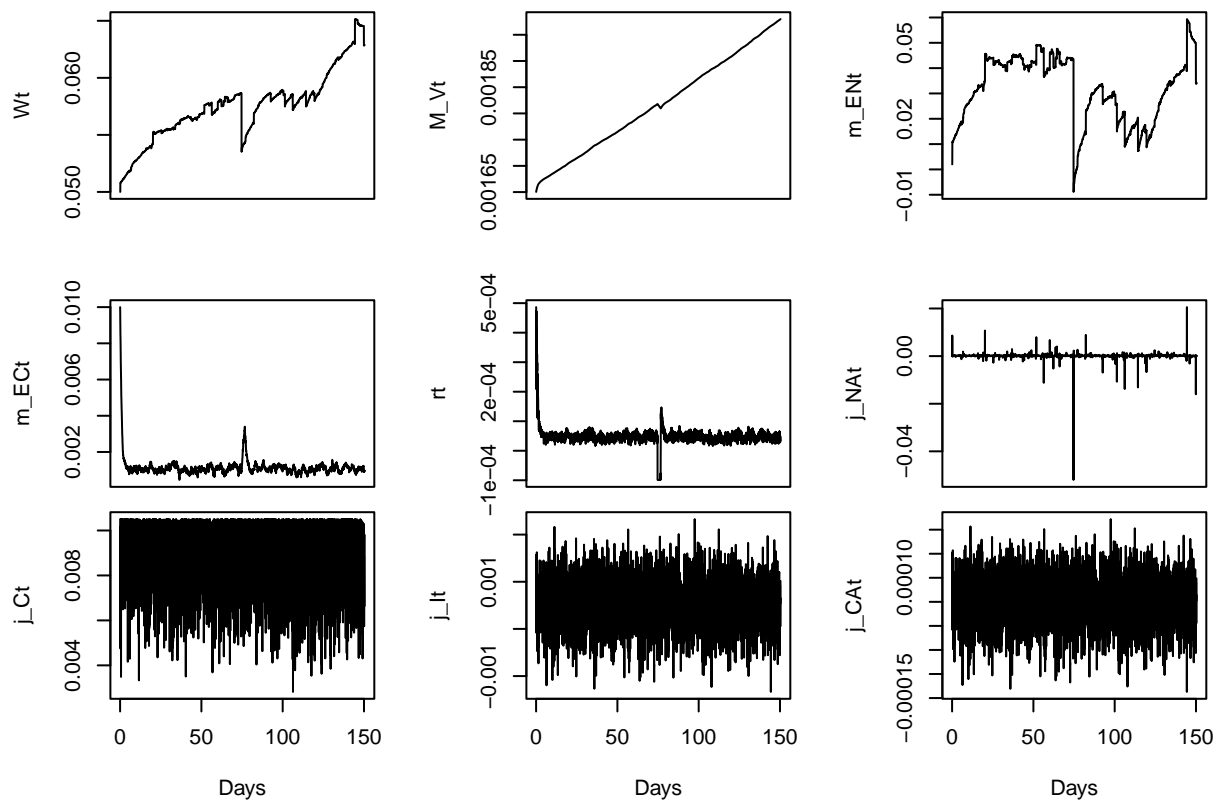 Wt
0.050
0.060
M_Vt
0.00165
0.00185
m_ENt
−0.01
0.02
0.05
m_ECt
0.002
0.006
0.010
rt
−1e−04
2e−04
5e−04
j_NAt
−0.04
0.00
j_Ct
0.004
0.008
0 50 100 150
Days
j_It
−0.001
0.001
0 50 100 150
Days
j_CAt
−0.00015
0.00010
0 50 100 150
Days